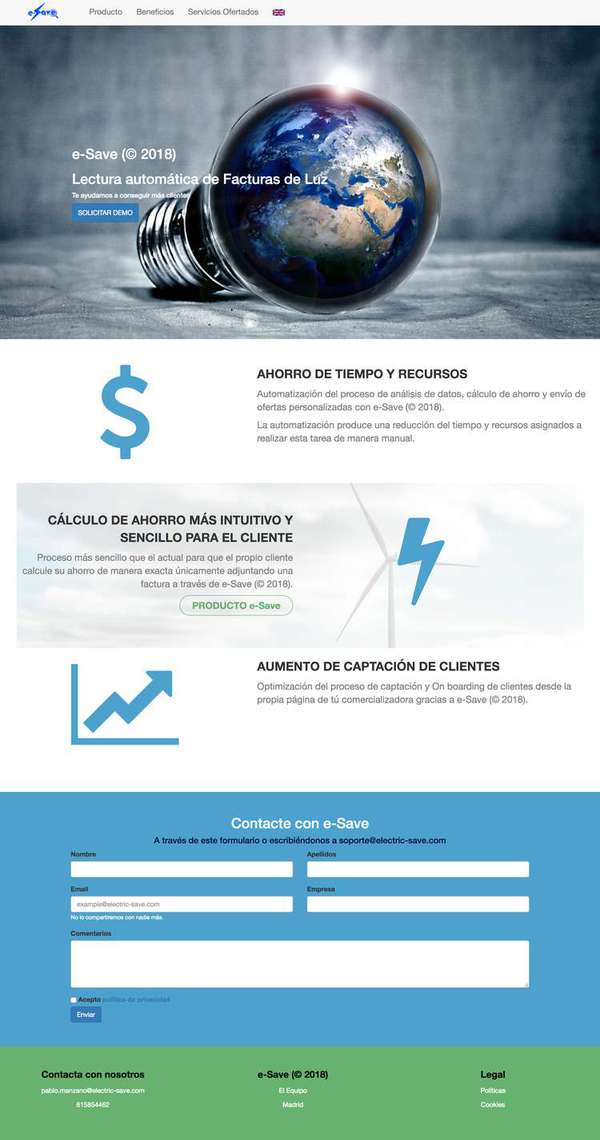 eSave
Producto Beneficios Servicios Ofertados
e-Save (© 2018)
Lectura automática de Facturas de Luz
Te ayudamos a conseguir más clientes
SOLICITAR DEMO
AHORRO DE TIEMPO Y RECURSOS
Automatización del proceso de análisis de datos, cálculo de ahorro y envío de
ofertas personalizadas con e-Save (© 2018).
La automatización produce una reducción del tiempo y recursos asignados a
realizar esta tarea de manera manual.
CÁLCULO DE AHORRO MÁS INTUITIVO Y
SENCILLO PARA EL CLIENTE
Proceso más sencillo que el actual para que el propio cliente
calcule su ahorro de manera exacta únicamente adjuntando una
factura a través de e-Save (© 2018).
PRODUCTO e-Save
AUMENTO DE CAPTACIÓN DE CLIENTES
Optimización del proceso de captación y On boarding de clientes desde la
propia página de tú comercializadora gracias a e-Save (© 2018).
Contacte con e-Save
A través de este formulario o escribiéndonos a soporte@electric-save.com
Nombre Apellidos
Email Empresa
example@electric-save.com
No lo compartiremos con nadie más.
Comentarios
Acepto política de privacidad
Enviar
Contacta con nosotros e-Save (© 2018) Legal
pablo.manzano@electric-save.com El Equipo Políticas
615854462 Madrid Cookies